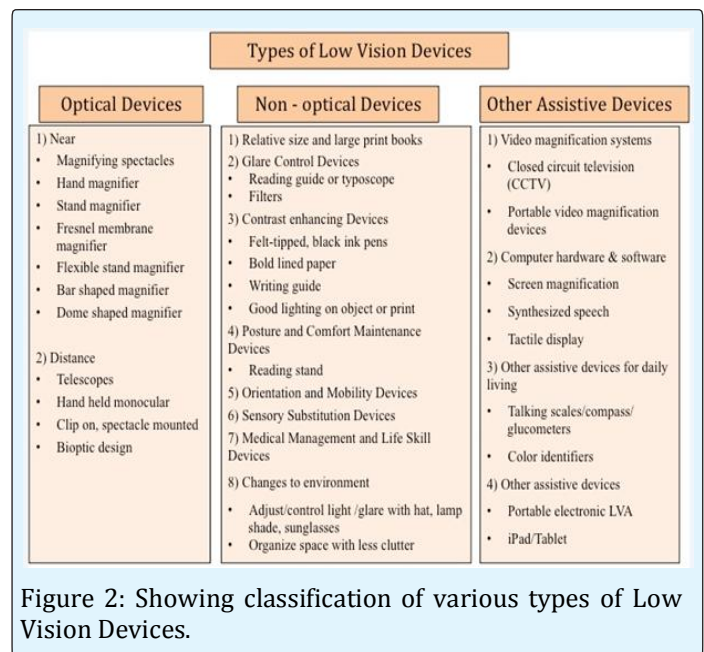 Types of Low Vision Devices
Optical Devices
1) Near
• Magnifying spectacles
• Hand magnifier
• Stand magnifier
• Fresnel membrane
magnifier
• Flexible stand magnifier
• Bar shaped magnifier
• Dome shaped magnifier
2) Distance
• Telescopes
• Hand held monocular
• Clip on, spectacle mounted
• Bioptic design
Non - optical Devices
1) Relative size and large print books
2) Glare Control Devices
• Reading guide or typoscope
• Filters
3) Contrast enhancing Devices
• Felt-tipped, black ink pens
• Bold lined paper
• Writing guide
• Good lighting on object or print
4) Posture and Comfort Maintenance
Devices
• Reading stand
5) Orientation and Mobility Devices
6) Sensory Substitution Devices
7) Medical Management and Life Skill
Devices
8) Changes to environment
• Adjust/control light /glare with hat, lamp
shade, sunglasses
• Organize space with less clutter
Other Assistive Devices
1) Video magnification systems
• Closed circuit television
(CCTV)
• Portable video magnification
devices
2) Computer hardware & software
• Screen magnification
• Synthesized speech
• Tactile display
3) Other assistive devices for daily
living
• Talking scales/compass/
glucometers
• Color identifiers
4) Other assistive devices
• Portable electronic LVA
• iPad/Tablet
Figure 2: Showing classification of various types of Low
Vision Devices.